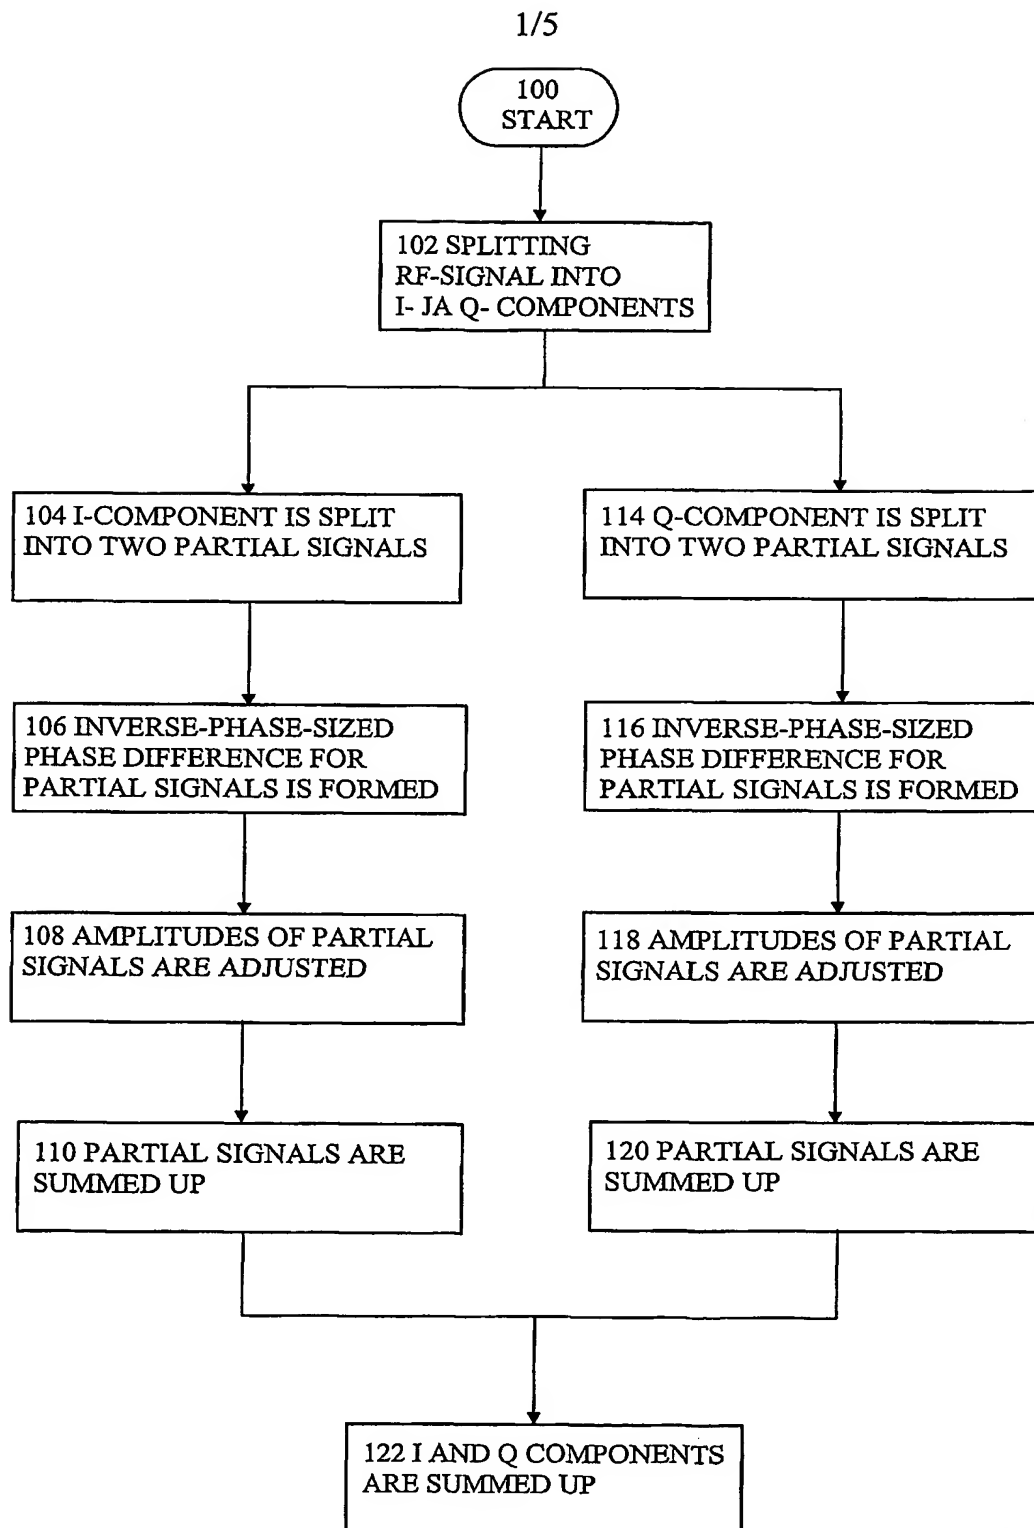 1/5
100
START
102 SPLITTING
RF-SIGNAL INTO
I- JA Q- COMPONENTS
104 I-COMPONENT IS SPLIT
INTO TWO PARTIAL SIGNALS
106 INVERSE-PHASE-SIZED
PHASE DIFFERENCE FOR
PARTIAL SIGNALS IS FORMED
108 AMPLITUDES OF PARTIAL
SIGNALS ARE ADJUSTED
110 PARTIAL SIGNALS ARE
SUMMED UP
114 Q-COMPONENT IS SPLIT
INTO TWO PARTIAL SIGNALS
116 INVERSE-PHASE-SIZED
PHASE DIFFERENCE FOR
PARTIAL SIGNALS IS FORMED
118 AMPLITUDES OF PARTIAL
SIGNALS ARE ADJUSTED
120 PARTIAL SIGNALS ARE
SUMMED UP
122 I AND Q COMPONENTS
ARE SUMMED UP